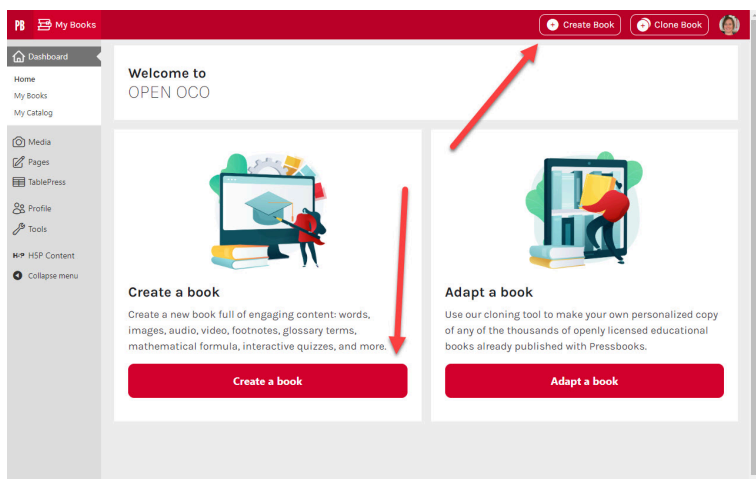 PB My Books Create Book Clone Book
Dashboard
Home
My Books
My Catalog
Media
Pages
TablePress
Profile
Tools
H-P H5P Content
Collapse menu
Welcome to
OPEN OCO
Create a book
Create a new book full of engaging content: words,
images, audio, video, footnotes, glossary terms,
mathematical formula, interactive quizzes, and more.
Create a book
Adapt a book
Use our cloning tool to make your own personalized copy
of any of the thousands of openly licensed educational
books already published with Pressbooks.
Adapt a book